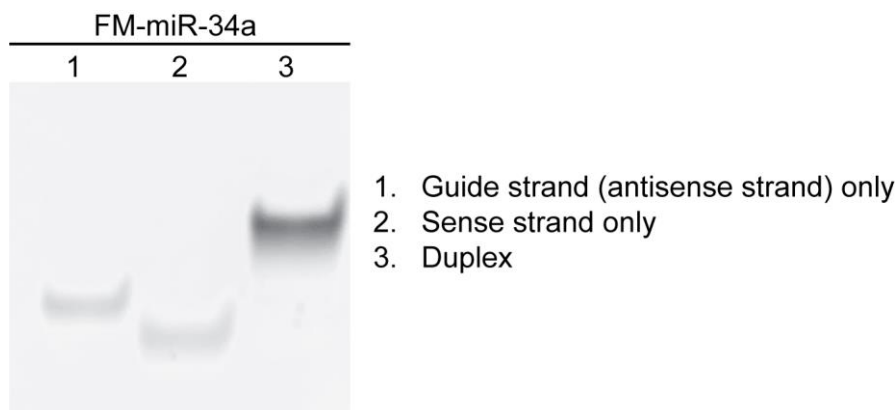 FM-miR-34a
1 2 3
1. Guide strand (antisense strand) only
2. Sense strand only
3. Duplex